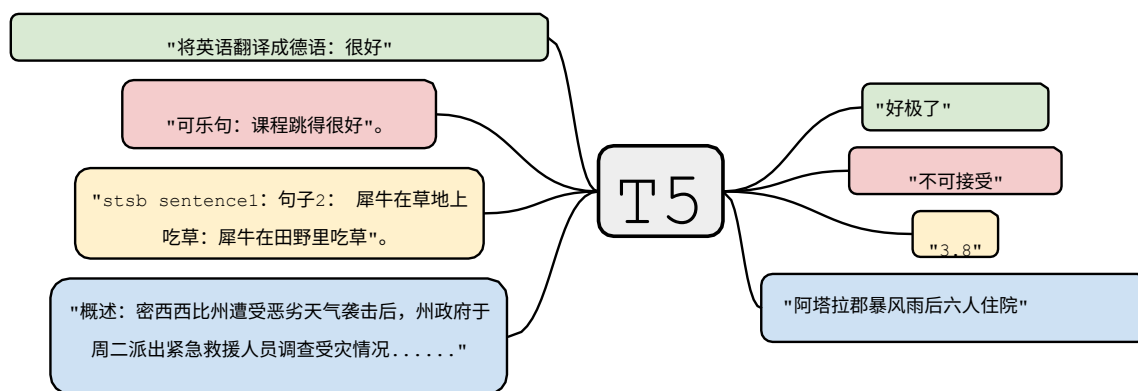 "将英语翻译成德语：很好"
"可乐句：课程跳得很好"。
"stsb sentence1：句子2： 犀牛在草地上
吃草：犀牛在田野里吃草"。
"概述：密西西比州遭受恶劣天气袭击后，州政府于
周二派出紧急救援人员调查受灾情况......"
T5
"好极了"
"不可接受"
"3.8"
"阿塔拉郡暴风雨后六人住院"